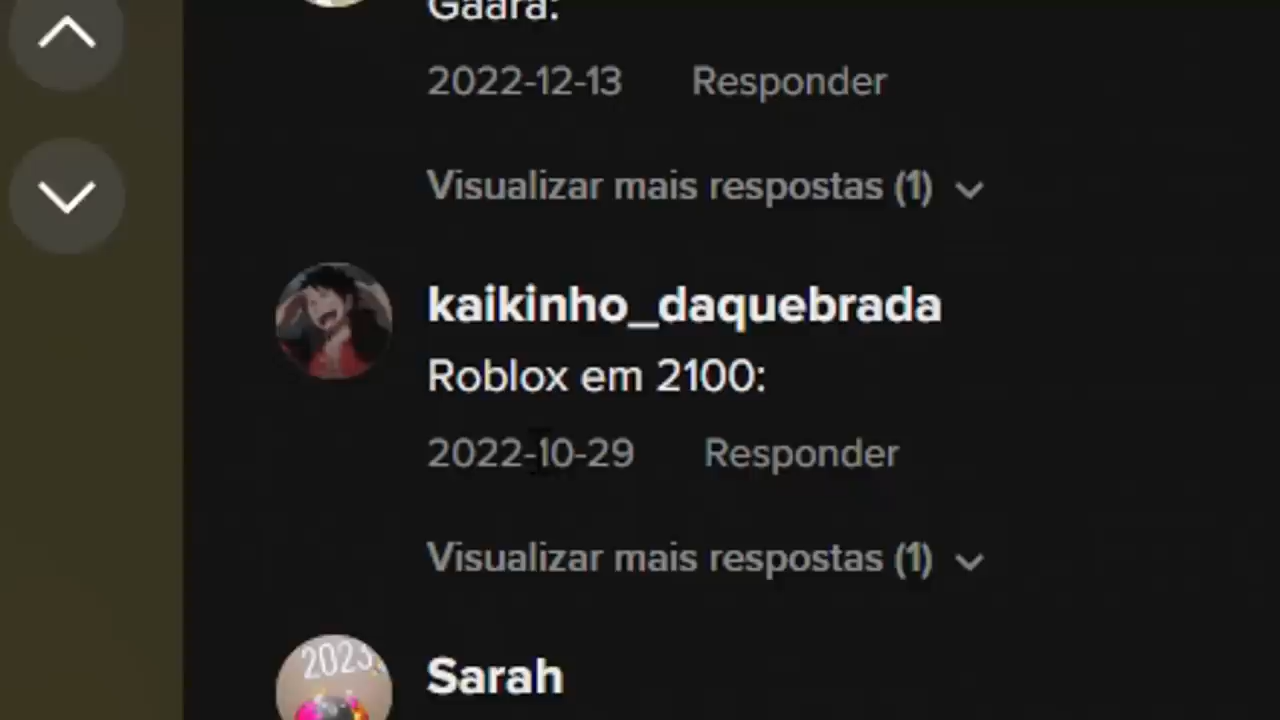 Gaara:
2022-12-13 Responder
Visualizar mais respostas (1)
kaikinho_daquebrada
Roblox em 2100:
2022-10-29 Responder
Visualizar mais respostas (1)
2023
Sarah